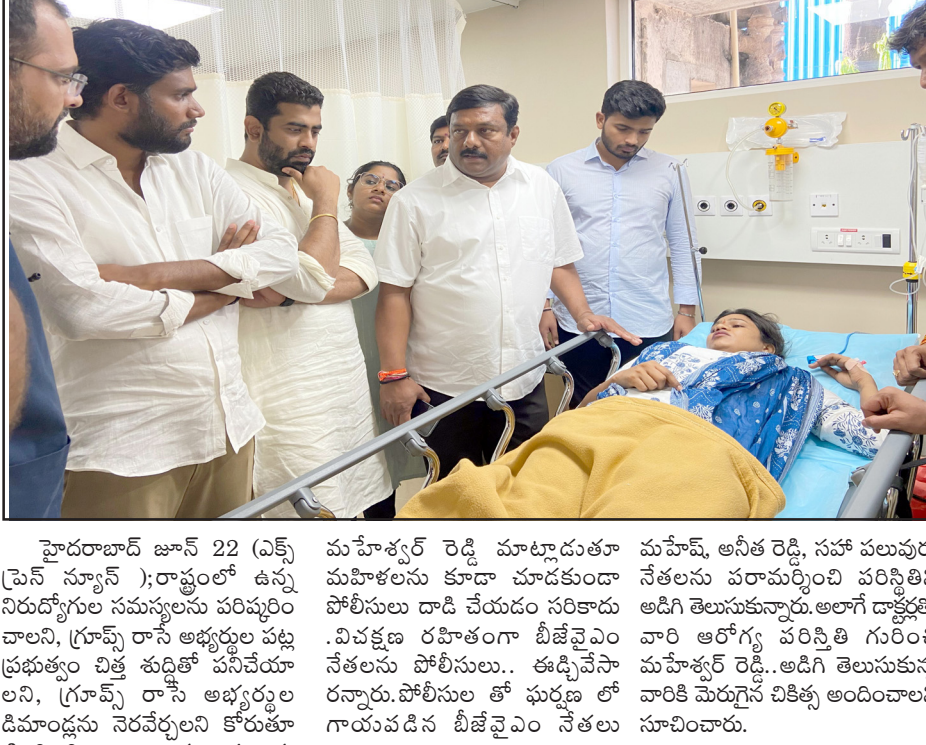 హైదరాబాద్ జూన్ 22 (ఎక్స్
ప్రెస్ న్యూస్ );రాష్ట్రంలో ఉన్న
నిరుద్యోగుల సమస్యలను పరిష్కరిం
చాలని, గ్రూప్స్ రాసే అభ్యర్థుల పట్ల
ప్రభుత్వం చిత్త శుద్ధితో పనిచేయా
లని, గ్రూప్స్ రాసే అభ్యర్థుల
డిమాండ్లను నెరవేర్చలని కోరుతూ
మహేశ్వర్ రెడ్డి మాట్లాడుతూ
మహిళలను కూడా చూడకుండా
పోలీసులు దాడి చేయడం సరికాదు
.విచక్షణ రహితంగా బీజేవైఎం
నేతలను పోలీసులు.. ఈడ్చివేసా
రన్నారు.పోలీసుల తో ఘర్షణ లో
గాయపడిన బీజేవైఎం నేతలు
మహేష్, అనీత రెడ్డి, సహా పలువుర
నేతలను పరామర్శించి పరిస్థితి
అడిగి తెలుసుకున్నారు.అలాగే డాక్టర్లతో
వారి ఆరోగ్య పరిస్తితి గురించ
మహేశ్వర్ రెడ్డి..అడిగి తెలుసుకున
వారికి మెరుగైన చికిత్స అందించాల
సూచించారు.